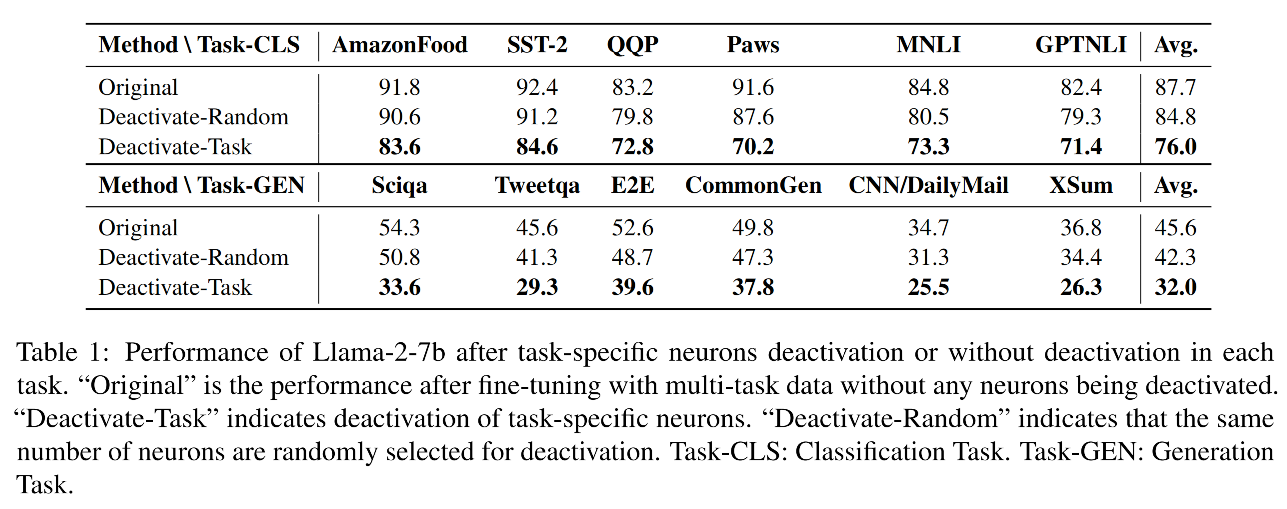 Method \ Task-CLS AmazonFood SST-2 QQP Paws MNLI GPTNLI Avg.
Original 91.8 92.4 83.2 91.6 84.8 82.4 87.7
Deactivate-Random 90.6 91.2 79.8 87.6 80.5 79.3 84.8
Deactivate-Task 83.6 84.6 72.8 70.2 73.3 71.4 76.0
Method \ Task-GEN Sciqa Tweetqa E2E CommonGen CNN/DailyMail XSum Avg.
Original 54.3 45.6 52.6 49.8 34.7 36.8 45.6
Deactivate-Random 50.8 41.3 48.7 47.3 31.3 34.4 42.3
Deactivate-Task 33.6 29.3 39.6 37.8 25.5 26.3 32.0
Table 1: Performance of Llama-2-7b after task-specific neurons deactivation or without deactivation in each
task. “Original” is the performance after fine-tuning with multi-task data without any neurons being deactivated.
“Deactivate-Task” indicates deactivation of task-specific neurons. “Deactivate-Random” indicates that the same
number of neurons are randomly selected for deactivation. Task-CLS: Classification Task. Task-GEN: Generation
Task.